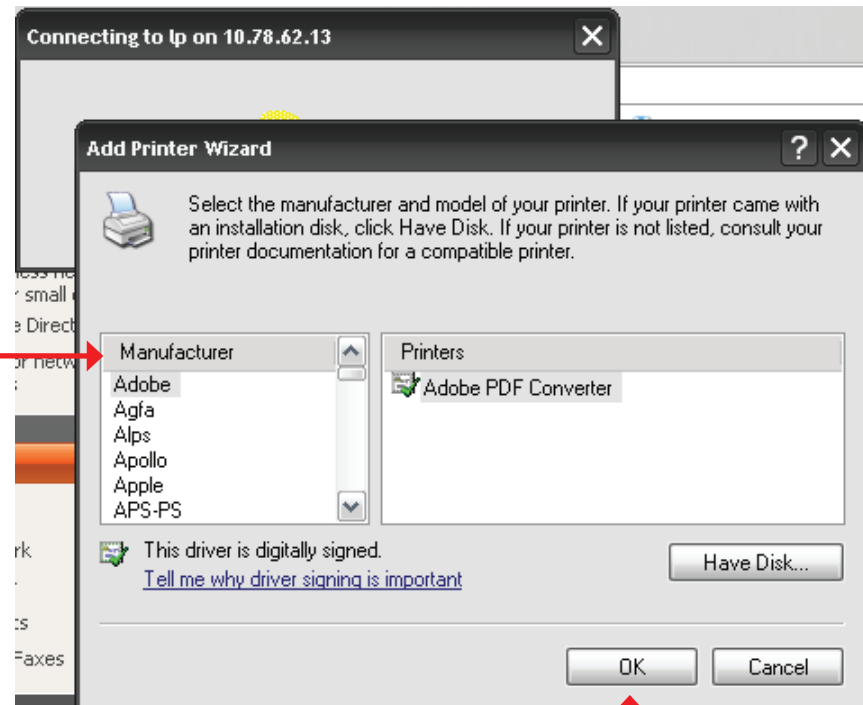 Connecting to lp on 10.78.62.13
Add Printer Wizard
Select the manufacturer and model of your printer. If your printer came with
an installation disk, click Have Disk. If your printer is not listed, consult your
printer documentation for a compatible printer.
small
Direct
Manufacturer
Adobe
Agfa
Alps
Apollo
Apple
APS-PS
Printers
Adobe PDF Converter
This driver is digitally signed.
Tell me why driver signing is important
Have Disk...
Faxes
OK
Cancel